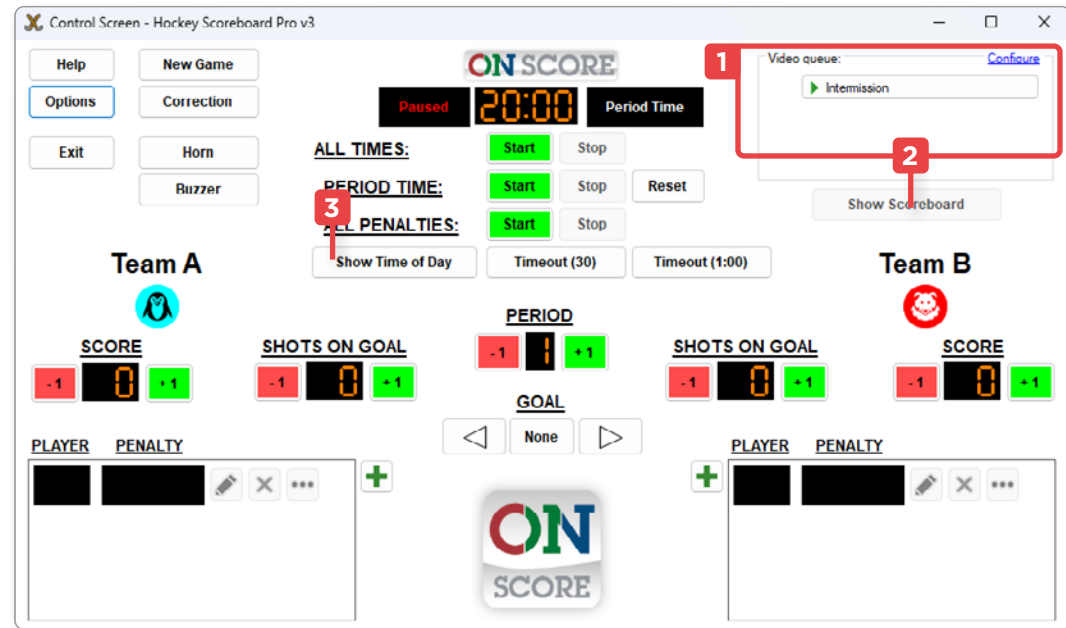 Control Screen - Hockey Scoreboard Pro v3
Help
New Game
Options
Correction
Exit
Horn
Buzzer
ON SCORE
Paused
20:00
Period Time
ALL TIMES:
Start
Stop
PERIOD TIME:
Start
Stop
Reset
ALL PENALTIES:
Start
Stop
Show Time of Day
Timeout (30)
Timeout (1:00)
1
Video queue:
Configure
Intermission
2
Show Scoreboard
3
Team A
Team B
SCORE
-1
0
+1
SHOTS ON GOAL
-1
0
+1
PERIOD
-1
1
+1
SHOTS ON GOAL
-1
0
+1
SCORE
-1
0
+1
GOAL
None
PLAYER
PENALTY
PLAYER
PENALTY
ON
SCORE